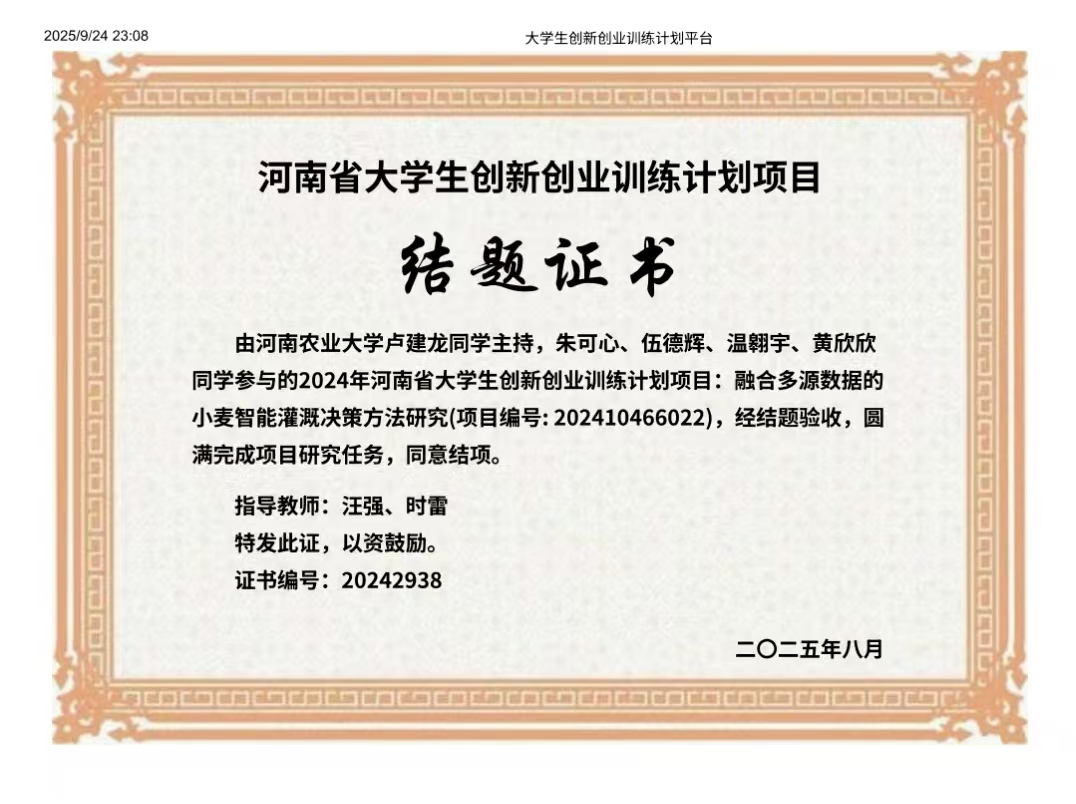 2025/9/24 23:08
大学生创新创业训练计划平台
河南省大学生创新创业训练计划项目
结题证书
由河南农业大学卢建龙同学主持，朱可心、伍德辉、温翱宇、黄欣欣
同学参与的2024年河南省大学生创新创业训练计划项目：融合多源数据的
小麦智能灌溉决策方法研究(项目编号: 202410466022)，经结题验收，圆
满完成项目研究任务，同意结项。
指导教师：汪强、时雷
特发此证，以资鼓励。
证书编号：20242938
二〇二五年八月